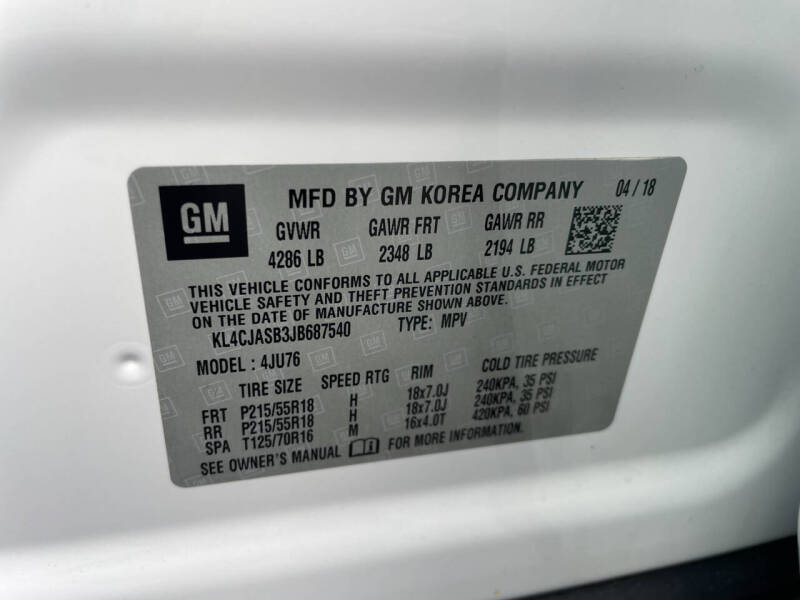 GM MFD BY GM KOREA COMPANY 04 / 18
GVWR GAWR FRT GAWR RR
4286 LB 2348 LB 2194 LB
THIS VEHICLE CONFORMS TO ALL APPLICABLE U.S. FEDERAL MOTOR
VEHICLE SAFETY AND THEFT PREVENTION STANDARDS IN EFFECT
ON THE DATE OF MANUFACTURE SHOWN ABOVE.
KL4CJASB3JB687540 TYPE: MPV
MODEL : 4JU76
TIRE SIZE SPEED RTG RIM COLD TIRE PRESSURE
FRT P215/55R18 H 18x7.0J 240KPA, 35 PSI
RR P215/55R18 H 18x7.0J 240KPA, 35 PSI
SPA T125/70R16 M 16x4.0T 420KPA, 60 PSI
SEE OWNER'S MANUAL FOR MORE INFORMATION.